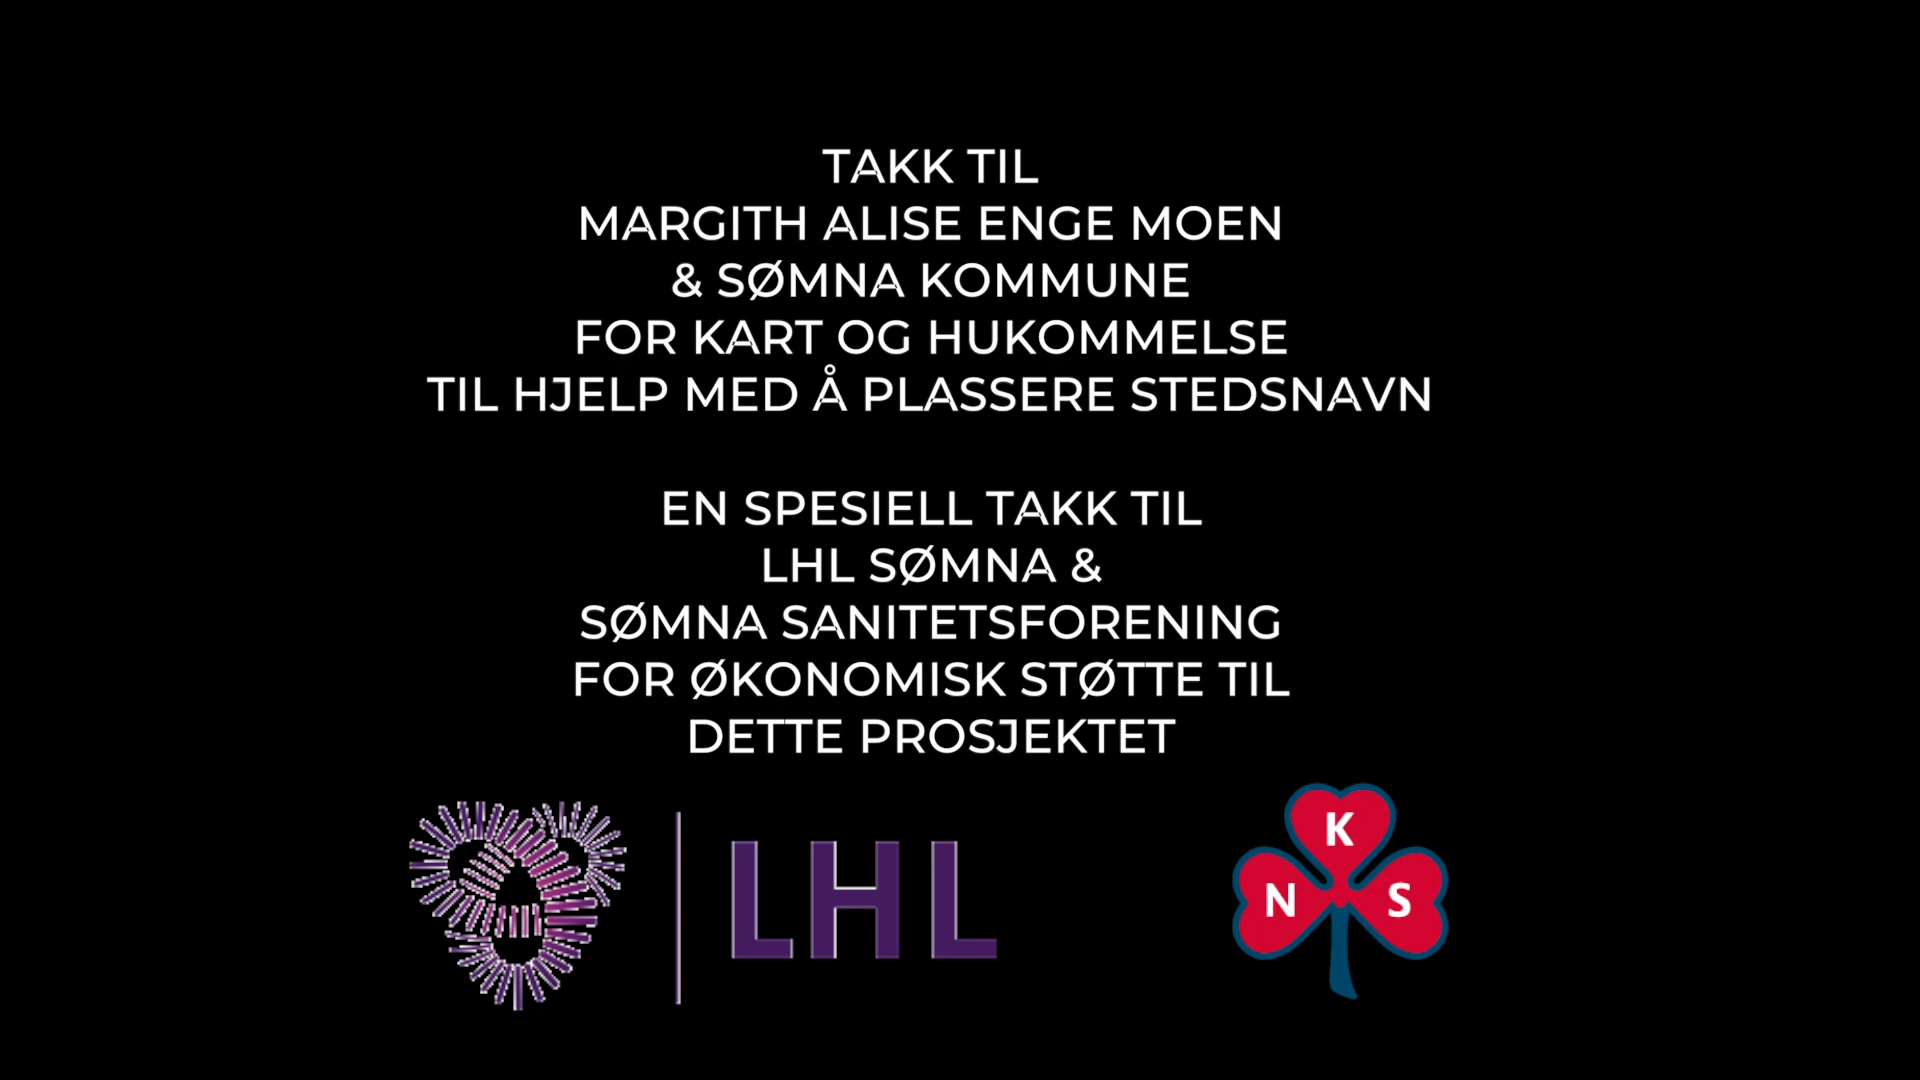 TAKK TIL
MARGITH ALISE ENGE MOEN
& SØMNA KOMMUNE
FOR KART OG HUKOMMELSE
TIL HJELP MED Å PLASSERE STEDSNAVN
EN SPESIELL TAKK TIL
LHL SØMNA &
SØMNA SANITETSFORENING
FOR ØKONOMISK STØTTE TIL
DETTE PROSJEKTET
LHL
N K S